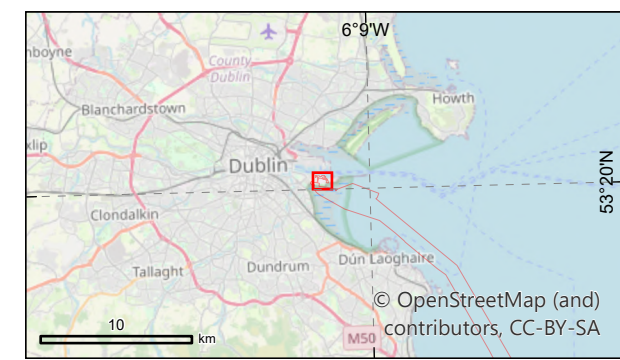 6°9'W
nboyne
County
Dublin
Howth
Blanchardstown
xlip
Dublin
53°20'N
Clondalkin
Dún Laoghaire
Tallaght
Dundrum
10
km
M50
© OpenStreetMap (and)
contributors, CC-BY-SA